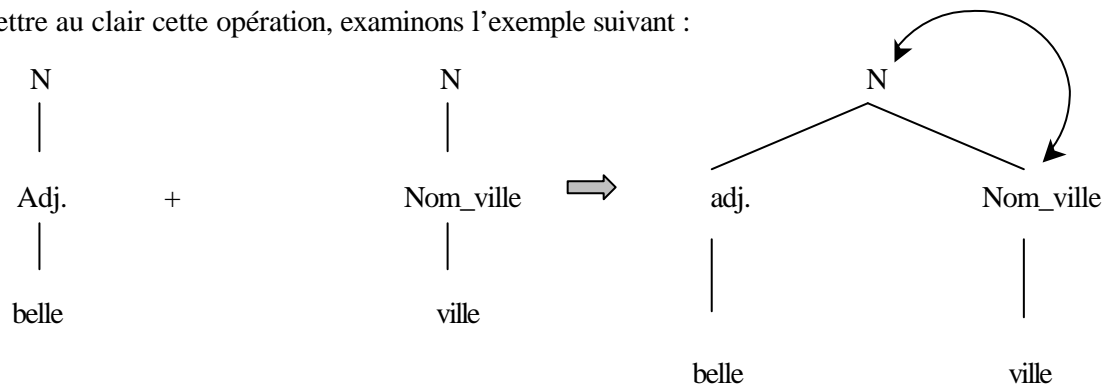 ettre au clair cette opération, examinons l’exemple suivant :
N N N
Adj. + Nom_ville adj. Nom_ville
belle ville
belle ville